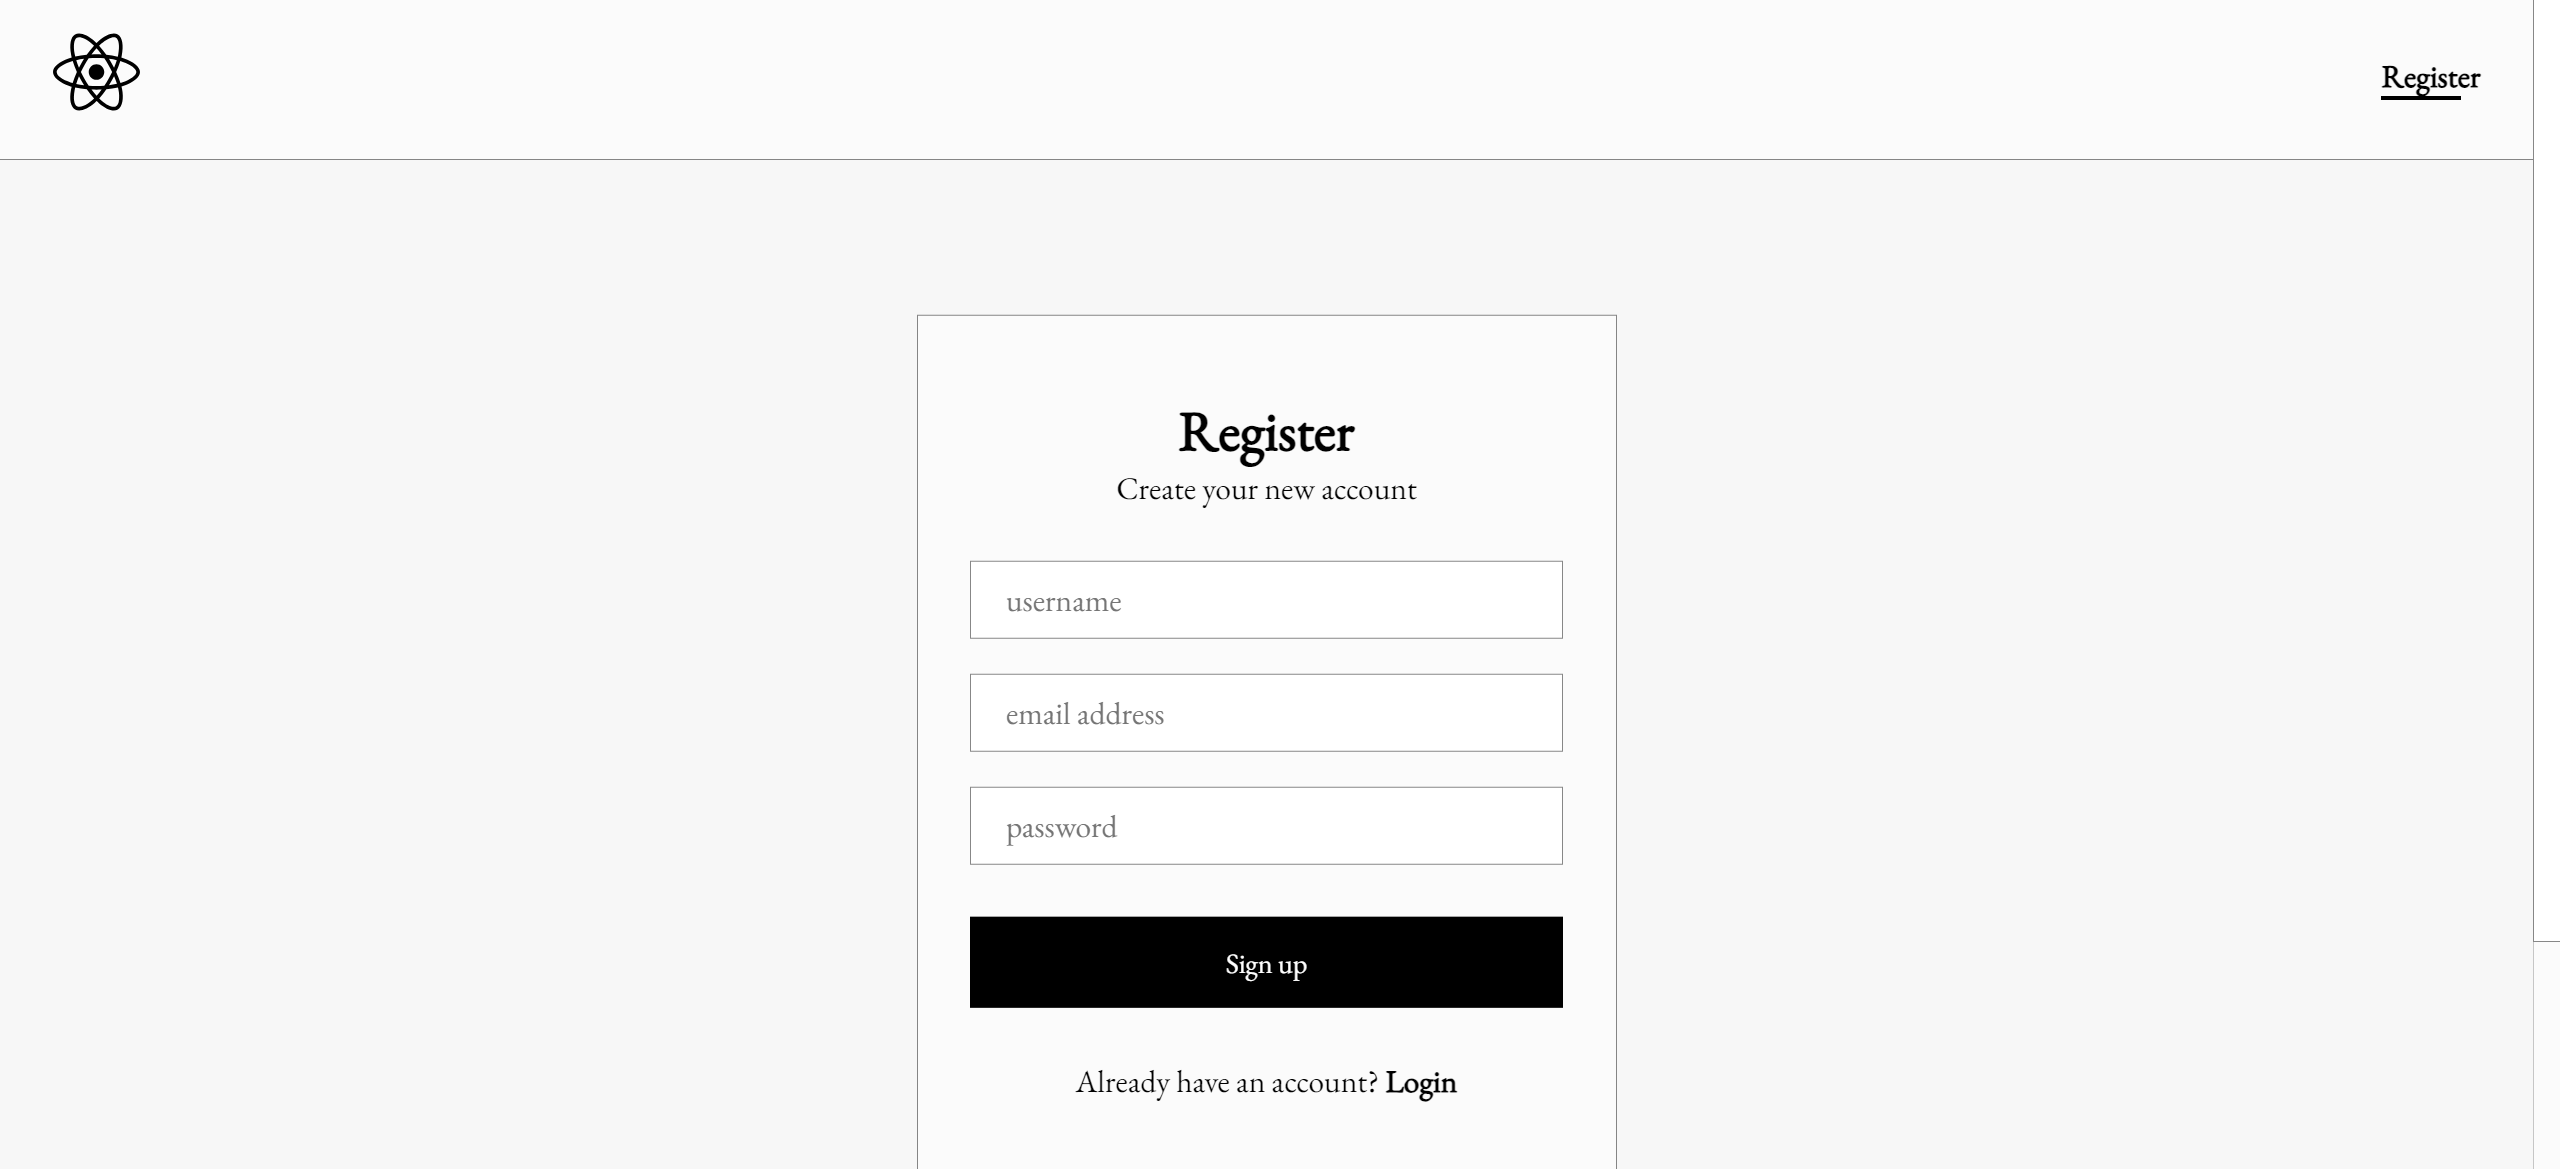 Register
Register
Create your new account
username
email address
password
Sign up
Already have an account? Login